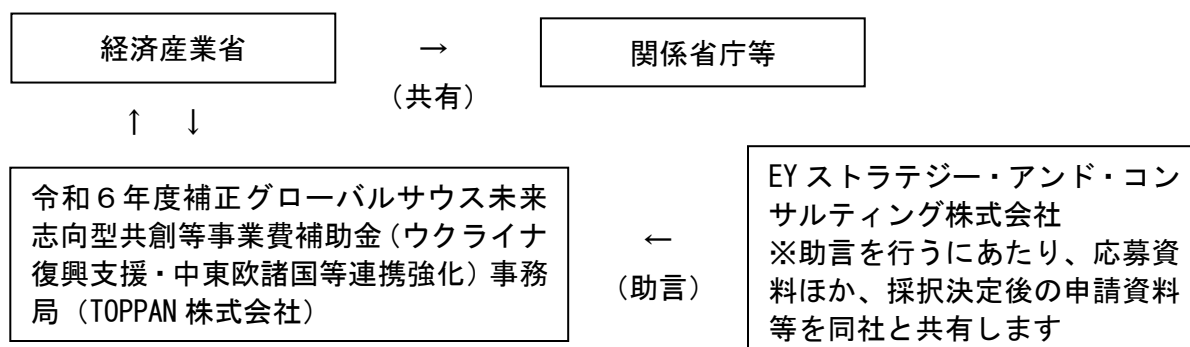 経済産業省
→
関係省庁等
(共有)
↑ ↓
令和6年度補正グローバルサウス未来
志向型共創等事業費補助金(ウクライナ
復興支援・中東欧諸国等連携強化)事務
局(TOPPAN 株式会社)
←
(助言)
EY ストラテジー・アンド・コン
サルティング株式会社
※助言を行うにあたり、応募資
料ほか、採択決定後の申請資料
等を同社と共有します